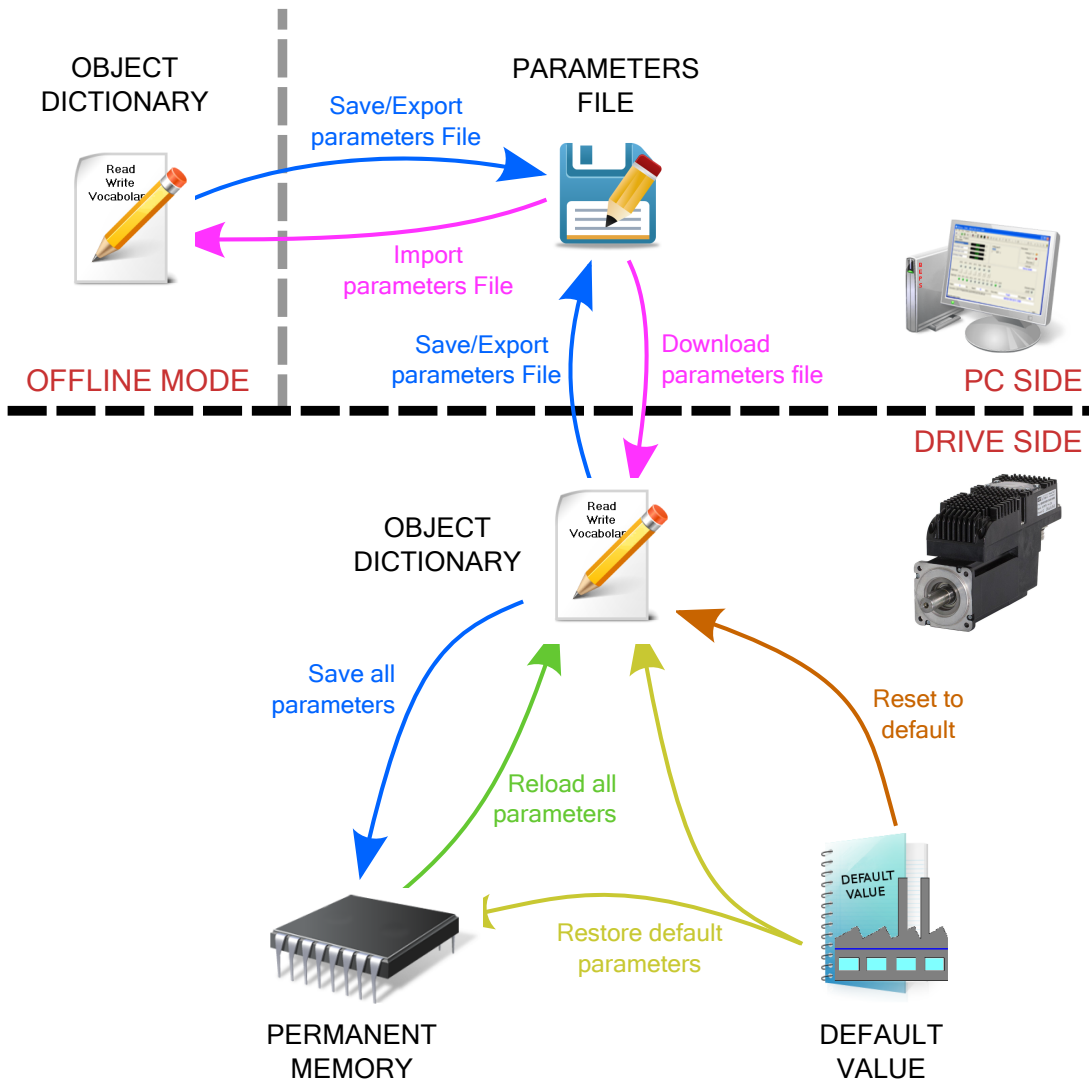 OBJECT
DICTIONARY
PARAMETERS
FILE
Save/Export
parameters File
Read
Write
Vocabolar
Import
parameters File
Save/Export
parameters File
Download
parameters file
OFFLINE MODE
PC SIDE
DRIVE SIDE
OBJECT
DICTIONARY
Read
Write
Vocabolar
Save all
parameters
Reset to
default
Reload all
parameters
DEFAULT
VALUE
Restore default
parameters
PERMANENT
MEMORY
DEFAULT
VALUE